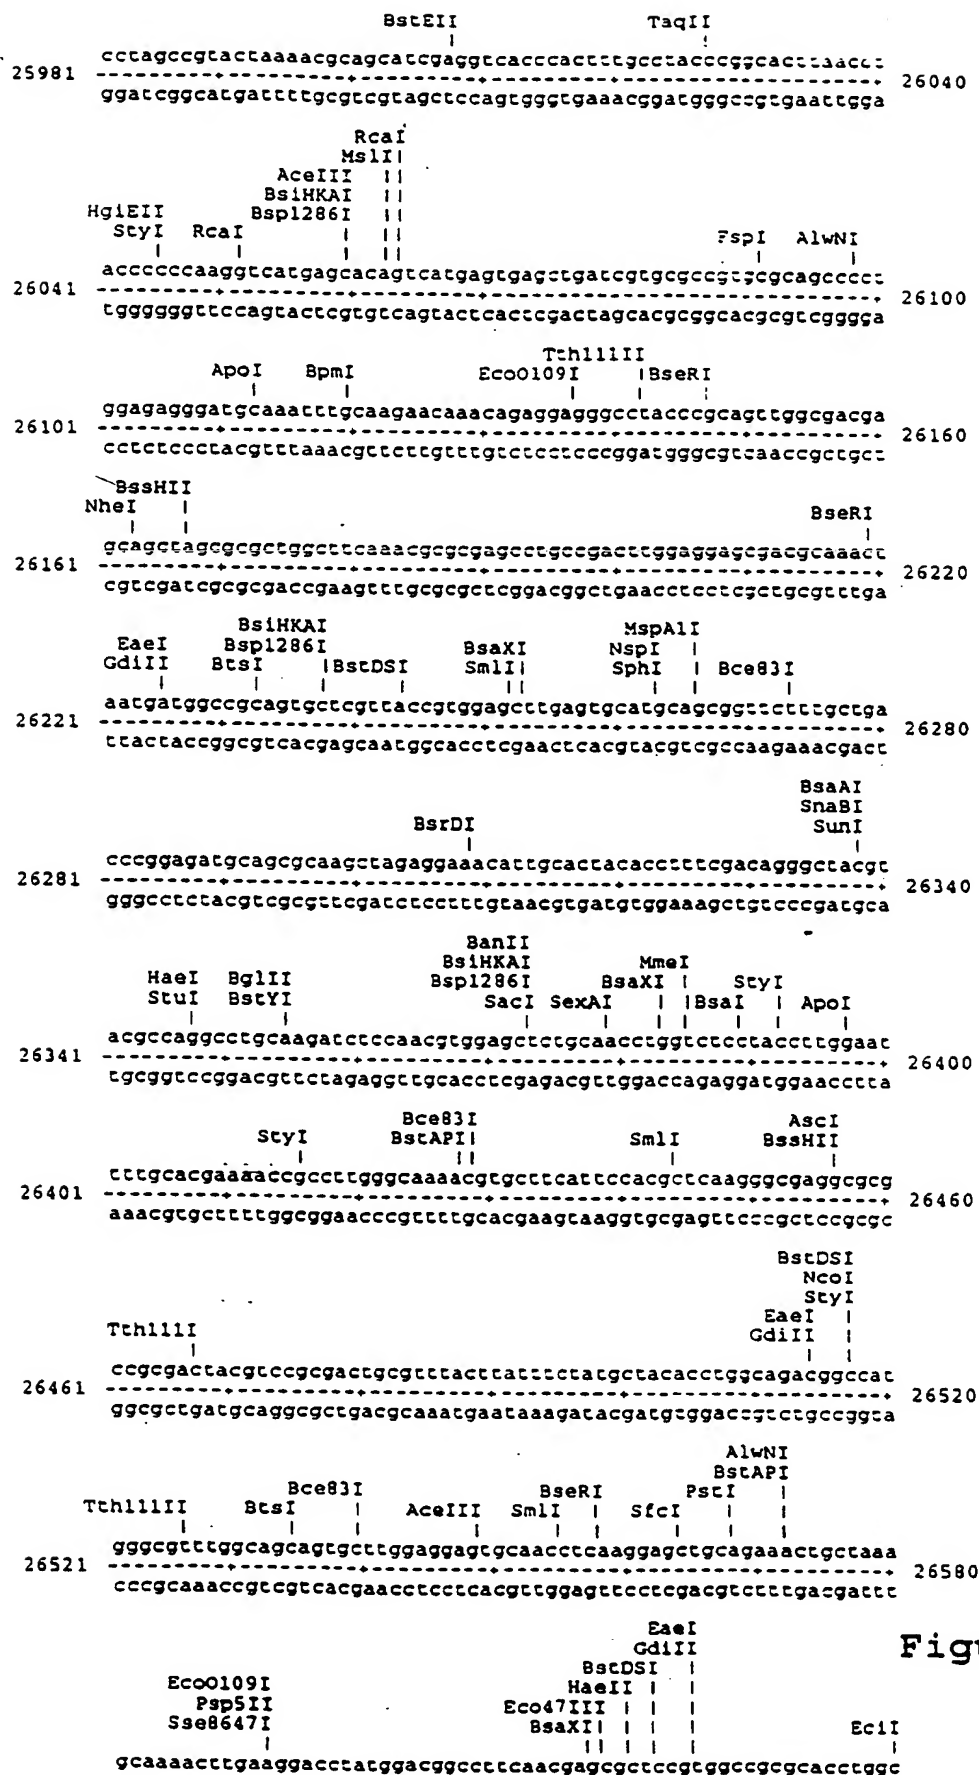 BstEII TaqII
cctagccgtactaaaacgcagcatcgaggtcacccactttgcctacccggcacttaacct
25981 ---------+---------+---------+---------+---------+---------+ 26040
ggatcggcatgattttgcgtcgtagctccagtgggtgaaacggatgggccgtgaattgga
RcaI
MslI
AceIII
BsiHKAI
HgiEII Bsp1286I
StyI RcaI FspI AlwNI
accccccaaggtcatgagcacagtcatgagtgagctgatcgtgcgccgtgcgcagcccct
26041 ---------+---------+---------+---------+---------+---------+ 26100
tggggggttccagtactcgtgtcagtactcactcgactagcacgcggcacgcgtcgggga
Tth111II
ApoI BpmI EcoO109I BseRI
ggagagggatgcaaatttgcaagaacaaacagaggagggcctacccgcagttggcgacga
26101 ---------+---------+---------+---------+---------+---------+ 26160
cctctccctacgtttaaacgttcttgtttgtctcctcccggatgggcgtcaaccgctgct
BssHII
NheI BseRI
gcagctagcgcgctggcttcaaacgcgcgagcctgccgacttggaggagcgacgcaaact
26161 ---------+---------+---------+---------+---------+---------+ 26220
cgtcgatcgcgcgaccgaagtttgcgcgctcggacggctgaacctcctcgctgcgtttga
BsiHKAI MspA1I
EaeI Bsp1286I BsaXI NspI
GdiII BtsI BstDSI SmlI SphI Bce83I
aatgatggccgcagtgctcgttaccgtggagcttgagtgcatgcagcggttctttgctga
26221 ---------+---------+---------+---------+---------+---------+ 26280
ttactaccggcgtcacgagcaatggcacctcgaactcacgtacgtcgccaagaaacgact
BsaAI
SnaBI
BsrDI SunI
cccggagatgcagcgcaagctagaggaaacattgcactacacctttcgacagggctacgt
26281 ---------+---------+---------+---------+---------+---------+ 26340
gggcctctacgtcgcgttcgatctcctttgtaacgtgatgtggaaagctgtcccgatgca
BanII
BsiHKAI MmeI
HaeI BglII Bsp1286I BsaXI StyI
StuI BstYI SacI SexAI BsaI ApoI
acgccaggcctgcaagatctccaacgtggagctctgcaacctggtctcctaccttggaat
26341 ---------+---------+---------+---------+---------+---------+ 26400
tgcggtccggacgttctagaggttgcacctcgagacgttggaccagaggatggaacctta
Bce83I AscI
StyI BstAPI SmlI BssHII
tttgcacgaaaaccgccttgggcaaaacgtgcttcattccacgctcaagggcgaggcgcg
26401 ---------+---------+---------+---------+---------+---------+ 26460
aaacgtgcttttggcggaacccgttttgcacgaagtaaggtgcgagttcccgctccgcgc
BstDSI
NcoI
StyI
EaeI
Tth111I GdiII
ccgcgactacgtccgcgactgcgtttacttatttctatgctacacctggcagacggccat
26461 ---------+---------+---------+---------+---------+---------+ 26520
ggcgctgatgcaggcgctgacgcaaatgaataaagatacgatgtggaccgtctgccggta
AlwNI
Bce83I BseRI PstI BstAPI
Tth111II BtsI AceIII SmlI SfcI
gggcgtttggcagcagtgcttggaggagtgcaacctcaaggagctgcagaaactgctaaa
26521 ---------+---------+---------+---------+---------+---------+ 26580
cccgcaaaccgtcgtcacgaacctcctcacgttggagttcctcgacgtctttgacgattt
EaeI
GdiII Figu
BstDSI
EcoO109I HaeII
Psp5II Eco47III
Sse8647I BsaXI EciI
gcaaaacttgaaggacctatggacggccttcaacgagcgctccgtggccgcgcacctggc